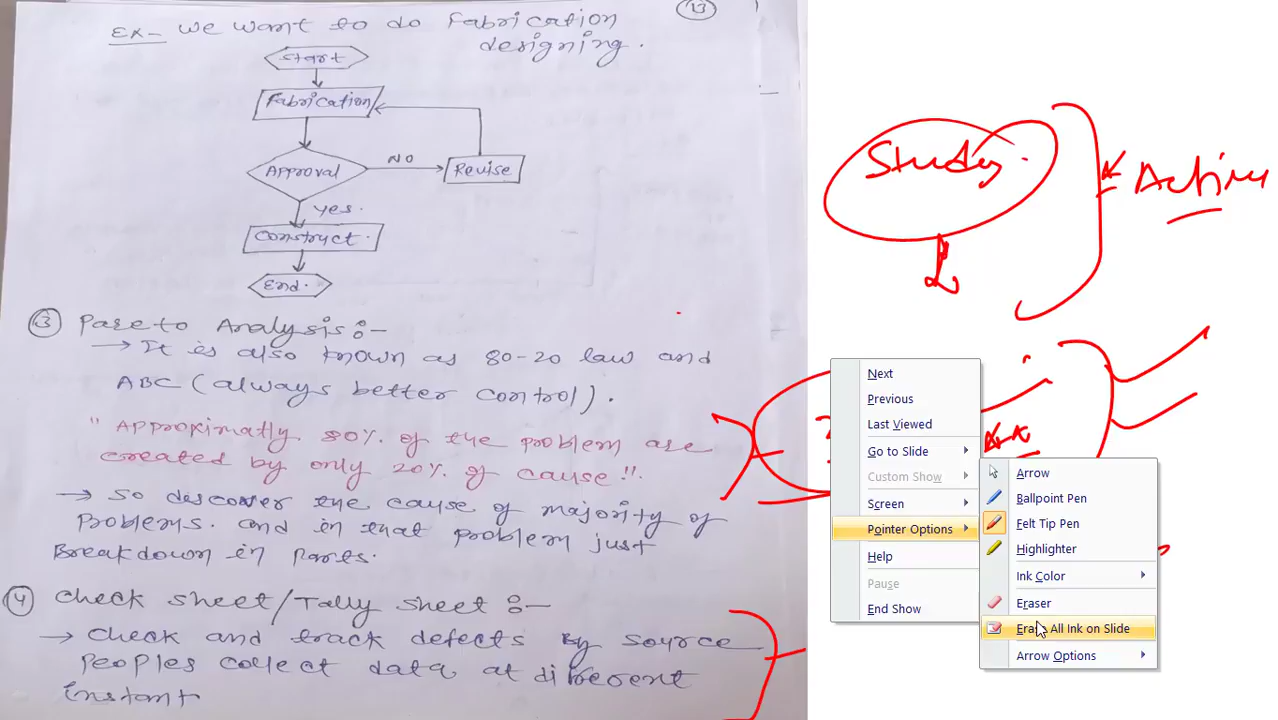 13
Ex- we want to do Fabrication
designing.
Start
Fabrication
Approval
NO
Revise
yes.
Construct.
End.
③ Pareto Analysis:-
→ It is also known as 80-20 law and
ABC (always better control).
"Approximatly 80% of the problem are
created by only 20% of cause!!.
→ So descover the cause of majority of
Problems. and in that problem just
Breakdown in parts.
④ Check sheet/Tally sheet :-
→ Check and track defects by source
Peoples collect data at different
instant
Study
Active
Next
Previous
Last Viewed
Go to Slide
Custom Show
Screen
Pointer Options
Help
Pause
End Show
Arrow
Ballpoint Pen
Felt Tip Pen
Highlighter
Ink Color
Eraser
Erase All Ink on Slide
Arrow Options